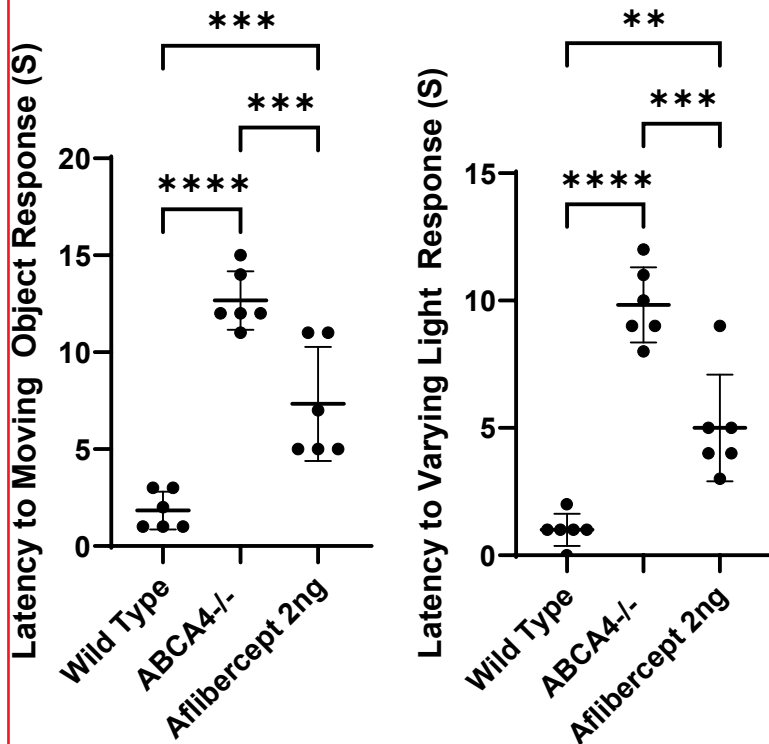 Latency to Moving Object Response (S)
***
***
****
20
15
10
5
0
Wild Type
ABCA4-/-
Aflibercept 2ng
Latency to Varying Light Response (S)
**
***
****
15
10
5
0
Wild Type
ABCA4-/-
Aflibercept 2ng